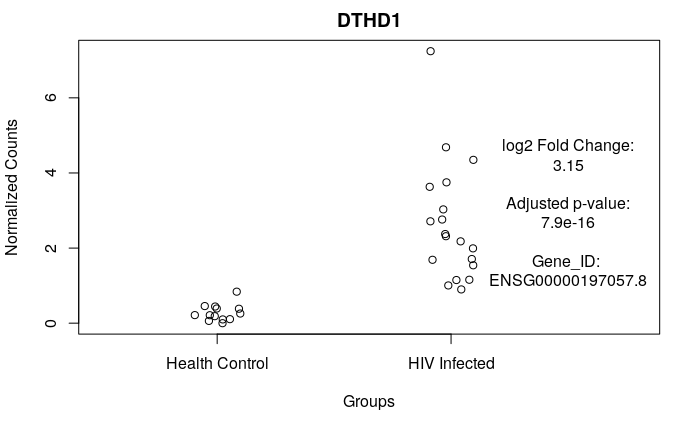 DTHD1
Normalized Counts
6
4
2
0
log2 Fold Change:
3.15
Adjusted p-value:
7.9e-16
Gene_ID:
ENSG00000197057.8
Health Control
HIV Infected
Groups